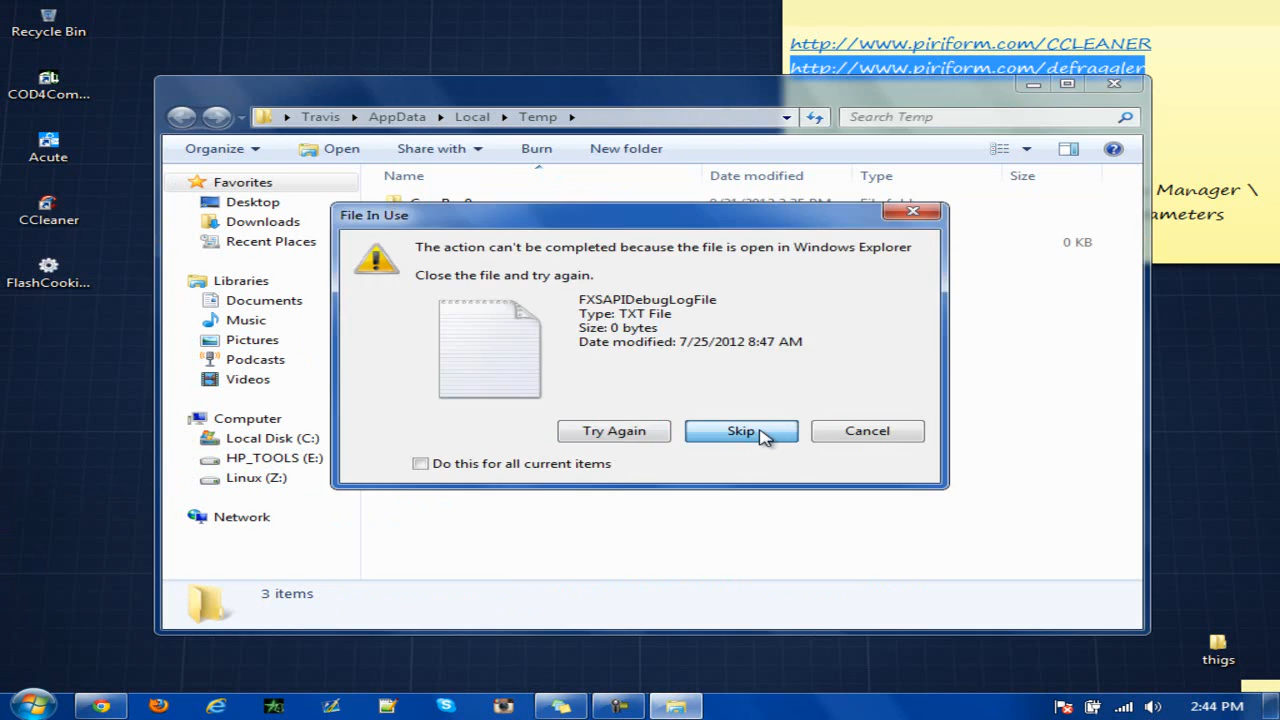 Recycle Bin
COD4Com...
Acute
CCleaner
FlashCooki...
http://www.piriform.com/CCLEANER
http://www.piriform.com/defraggler
Manager \
ameters
Travis
AppData
Local
Temp
Search Temp
Organize
Open
Share with
Burn
New folder
Name
Date modified
Type
Size
0 KB
Favorites
Desktop
Downloads
Recent Places
Libraries
Documents
Music
Pictures
Podcasts
Videos
Computer
Local Disk (C:)
HP_TOOLS (E:)
Linux (Z:)
Network
File In Use
The action can't be completed because the file is open in Windows Explorer
Close the file and try again.
FXSAPIDebugLogFile
Type: TXT File
Size: 0 bytes
Date modified: 7/25/2012 8:47 AM
Try Again
Skip
Cancel
Do this for all current items
3 items
thigs
2:44 PM